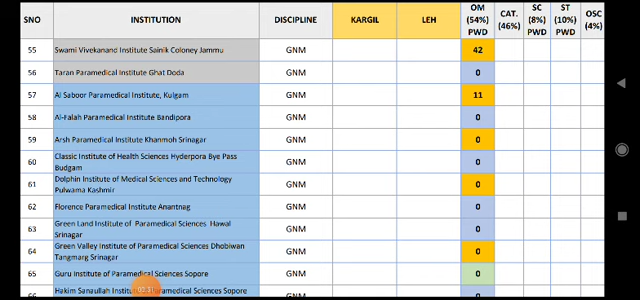 SNO INSTITUTION DISCIPLINE KARGIL LEH OM (54%) PWD CAT. (46%) SC (8%) PWD ST (10%) PWD OSC (4%)
55 Swami Vivekanand Institute Sainik Coloney Jammu GNM 42
56 Taran Paramedical Institute Ghat Doda GNM 0
57 Al Saboor Paramedical Institute, Kulgam GNM 11
58 Al-Falah Paramedical Institute Bandipora GNM 0
59 Arsh Paramedical Institute Khanmoh Srinagar GNM 0
60 Classic Institute of Health Sciences Hyderpora Bye Pass
Budgam GNM 0
61 Dolphin Institute of Medical Sciences and Technology
Pulwama Kashmir GNM 0
62 Florence Paramedical Institute Anantnag GNM 0
63 Green Land Institute of Paramedical Sciences Hawal
Srinagar GNM 0
64 Green Valley Institute of Paramedical Sciences Dhobiwan
Tangmarg Srinagar GNM 0
65 Guru Institute of Paramedical Sciences Sopore GNM 0
66 Hakim Sanaullah Paramedical Sciences Sopore GNM 0